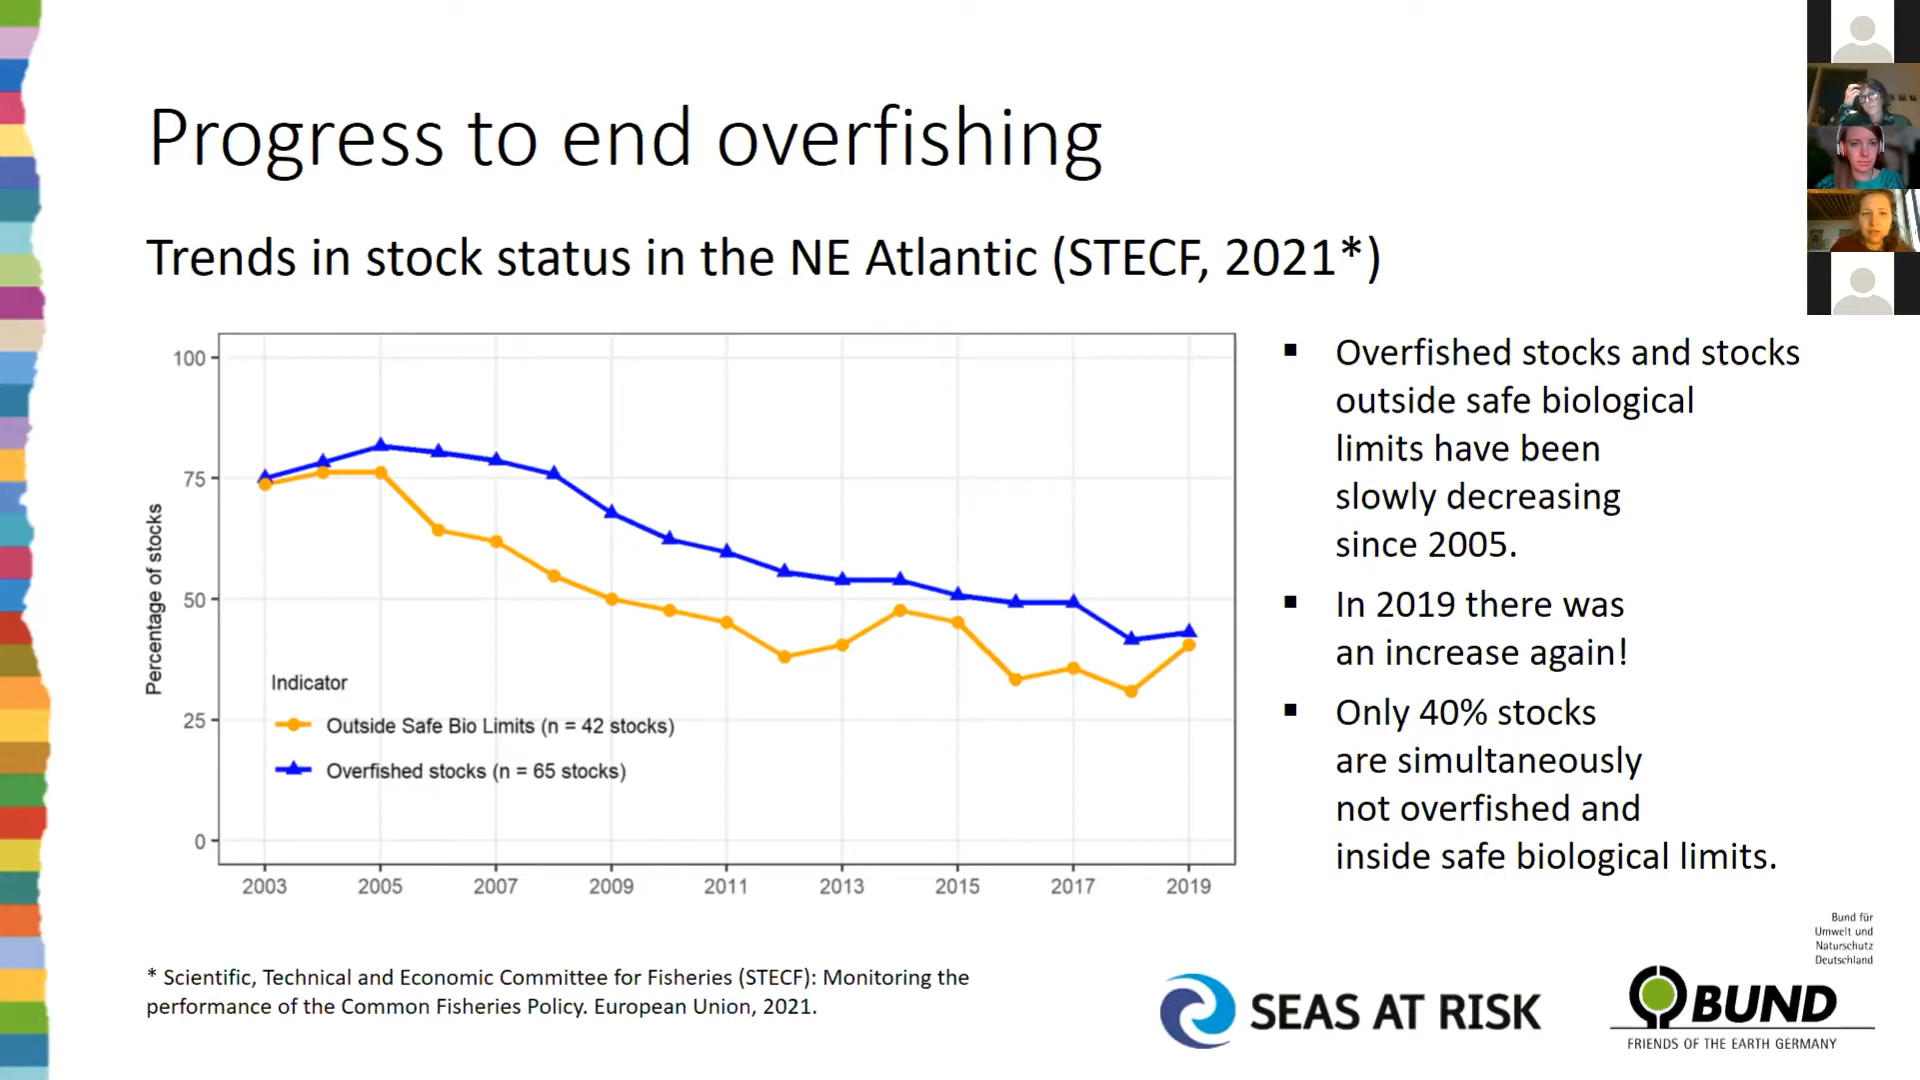 Progress to end overfishing
Trends in stock status in the NE Atlantic (STECF, 2021*)
100
75
50
25
0
Percentage of stocks
Indicator
Outside Safe Bio Limits (n = 42 stocks)
Overfished stocks (n = 65 stocks)
2003 2005 2007 2009 2011 2013 2015 2017 2019
▪ Overfished stocks and stocks
outside safe biological
limits have been
slowly decreasing
since 2005.
▪ In 2019 there was
an increase again!
▪ Only 40% stocks
are simultaneously
not overfished and
inside safe biological limits.
* Scientific, Technical and Economic Committee for Fisheries (STECF): Monitoring the
performance of the Common Fisheries Policy. European Union, 2021.
SEAS AT RISK
Bund für
Umwelt und
Naturschutz
Deutschland
BUND
FRIENDS OF THE EARTH GERMANY